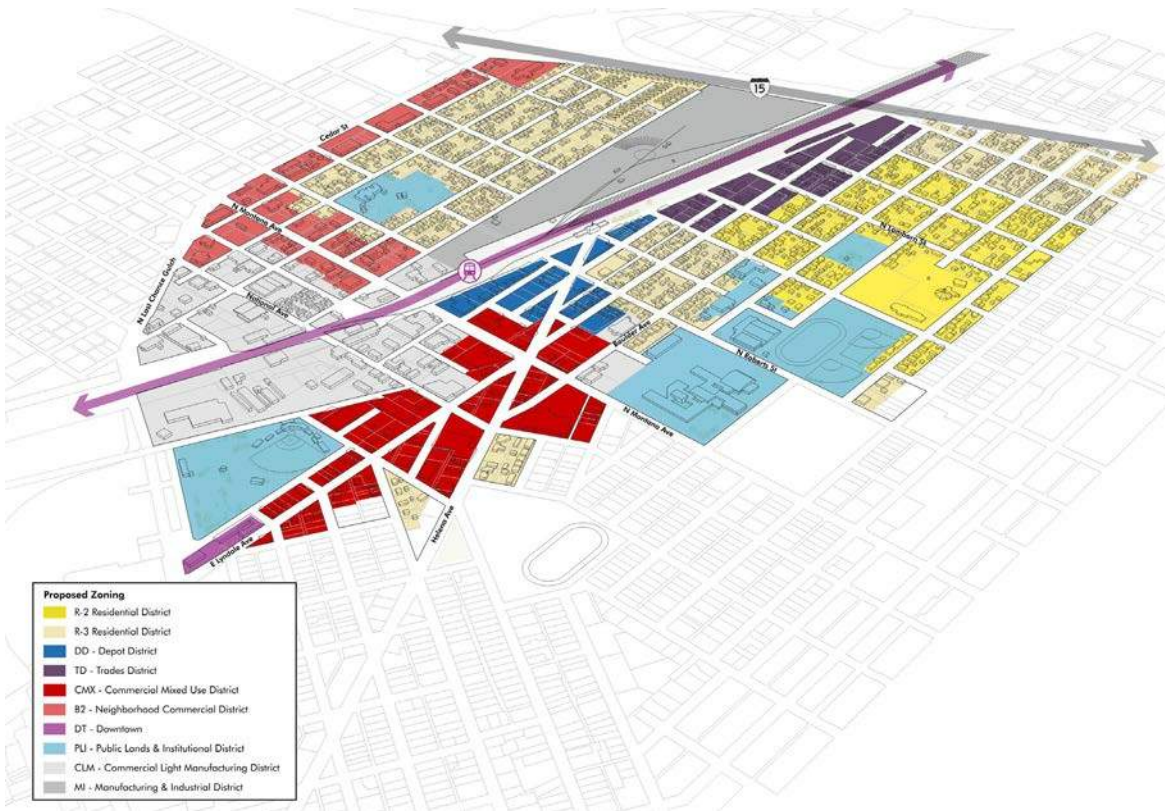 15
Cedar St
N Montana Ave
N Last Chance Gulch
National Ave
N Lamborn St
Boulder Ave
N Roberts St
N Montana Ave
Helena Ave
E Lyndale Ave
Proposed Zoning
R-2 Residential District
R-3 Residential District
DD - Depot District
TD - Trades District
CMX - Commercial Mixed Use District
B2 - Neighborhood Commercial District
DT - Downtown
PLI - Public Lands & Institutional District
CLM - Commercial Light Manufacturing District
MI - Manufacturing & Industrial District